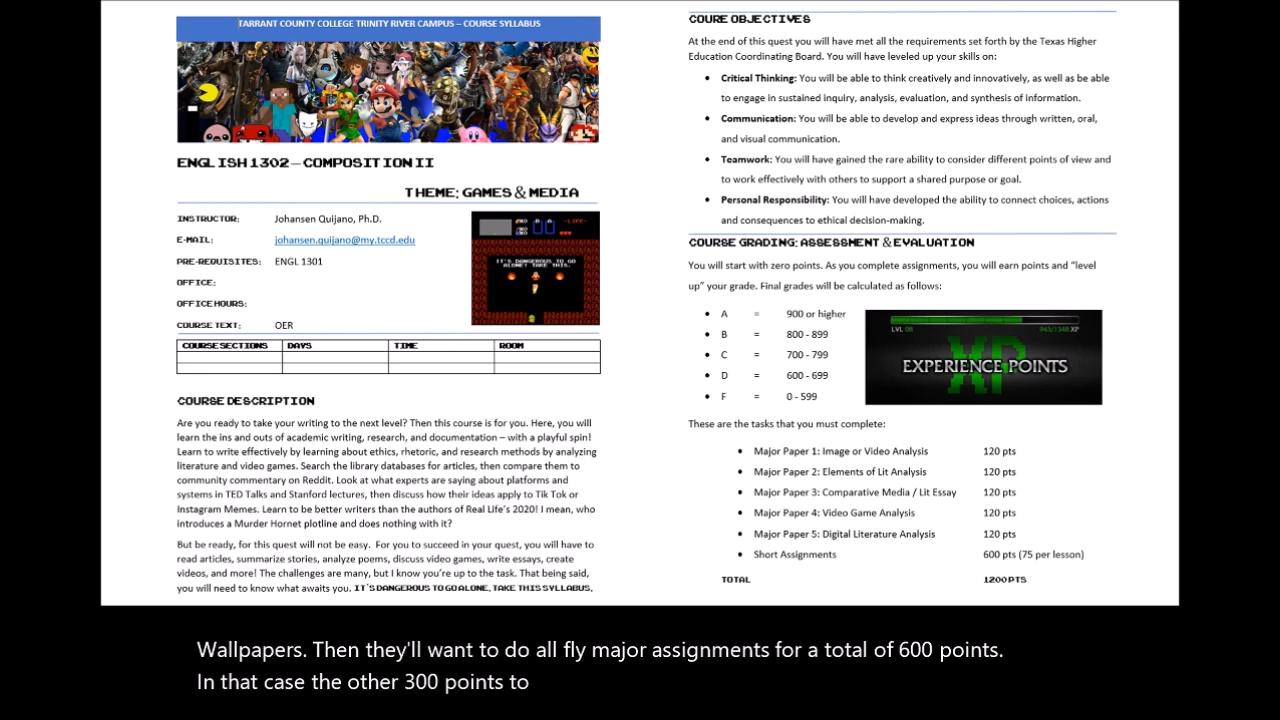 TARRANT COUNTY COLLEGE TRINITY RIVER CAMPUS – COURSE SYLLABUS
ENGLISH 1302 – COMPOSITION II
THEME: GAMES & MEDIA
INSTRUCTOR: Johansen Quijano, Ph.D.
E-MAIL: johansen.quijano@my.tccd.edu
PRE-REQUISITES: ENGL 1301
OFFICE:
OFFICE HOURS:
COURSE TEXT: OER
-LIFE-
IT'S DANGEROUS TO GO
ALONE! TAKE THIS.
COURSE SECTIONS DAYS TIME ROOM
COURSE DESCRIPTION
Are you ready to take your writing to the next level? Then this course is for you. Here, you will
learn the ins and outs of academic writing, research, and documentation – with a playful spin!
Learn to write effectively by learning about ethics, rhetoric, and research methods by analyzing
literature and video games. Search the library databases for articles, then compare them to
community commentary on Reddit. Look at what experts are saying about platforms and
systems in TED Talks and Stanford lectures, then discuss how their ideas apply to Tik Tok or
Instagram Memes. Learn to be better writers than the authors of Real Life's 2020! I mean, who
introduces a Murder Hornet plotline and does nothing with it?
But be ready, for this quest will not be easy. For you to succeed in your quest, you will have to
read articles, summarize stories, analyze poems, discuss video games, write essays, create
videos, and more! The challenges are many, but I know you're up to the task. That being said,
you will need to know what awaits you. IT'S DANGEROUS TO GO ALONE, TAKE THIS SYLLABUS.
COURE OBJECTIVES
At the end of this quest you will have met all the requirements set forth by the Texas Higher
Education Coordinating Board. You will have leveled up your skills on:
• Critical Thinking: You will be able to think creatively and innovatively, as well as be able
to engage in sustained inquiry, analysis, evaluation, and synthesis of information.
• Communication: You will be able to develop and express ideas through written, oral,
and visual communication.
• Teamwork: You will have gained the rare ability to consider different points of view and
to work effectively with others to support a shared purpose or goal.
• Personal Responsibility: You will have developed the ability to connect choices, actions
and consequences to ethical decision-making.
COURSE GRADING: ASSESSMENT & EVALUATION
You will start with zero points. As you complete assignments, you will earn points and “level
up” your grade. Final grades will be calculated as follows:
• A = 900 or higher
• B = 800 - 899
• C = 700 - 799
• D = 600 - 699
• F = 0 - 599
LVL 08 943/1348 XP
XP
EXPERIENCE POINTS
These are the tasks that you must complete:
• Major Paper 1: Image or Video Analysis 120 pts
• Major Paper 2: Elements of Lit Analysis 120 pts
• Major Paper 3: Comparative Media / Lit Essay 120 pts
• Major Paper 4: Video Game Analysis 120 pts
• Major Paper 5: Digital Literature Analysis 120 pts
• Short Assignments 600 pts (75 per lesson)
TOTAL 1200 PTS
Wallpapers. Then they'll want to do all fly major assignments for a total of 600 points.
In that case the other 300 points to